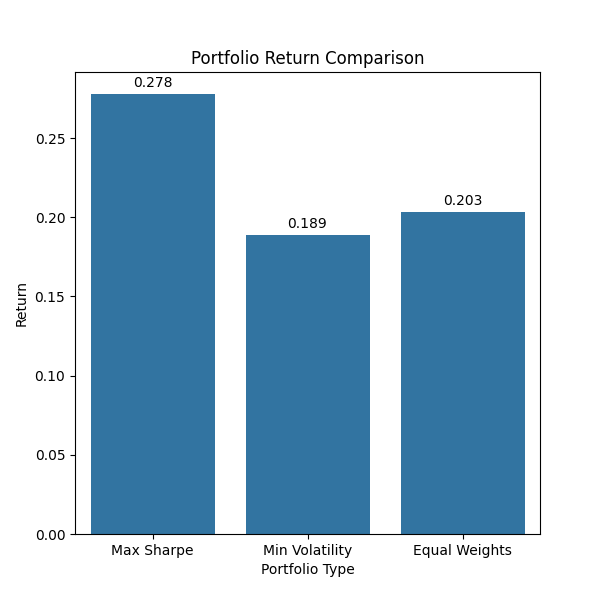 Portfolio Return Comparison
0.278
0.189
0.203
0.25
0.20
0.15
0.10
0.05
0.00
Return
Max Sharpe
Min Volatility
Equal Weights
Portfolio Type